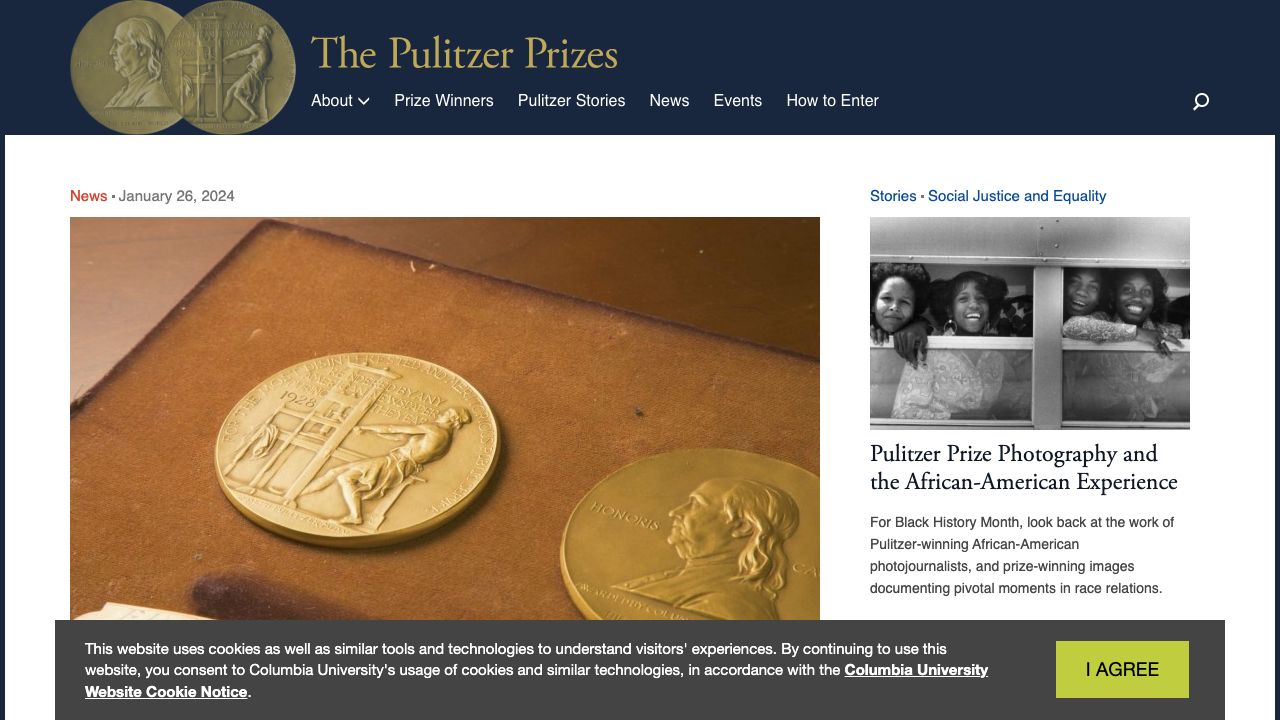 The Pulitzer Prizes
About Prize Winners Pulitzer Stories News Events How to Enter
News ▪ January 26, 2024
1928
HONORIS
Stories ▪ Social Justice and Equality
Pulitzer Prize Photography and
the African-American Experience
For Black History Month, look back at the work of
Pulitzer-winning African-American
photojournalists, and prize-winning images
documenting pivotal moments in race relations.
This website uses cookies as well as similar tools and technologies to understand visitors' experiences. By continuing to use this
website, you consent to Columbia University's usage of cookies and similar technologies, in accordance with the Columbia University
Website Cookie Notice.
I AGREE